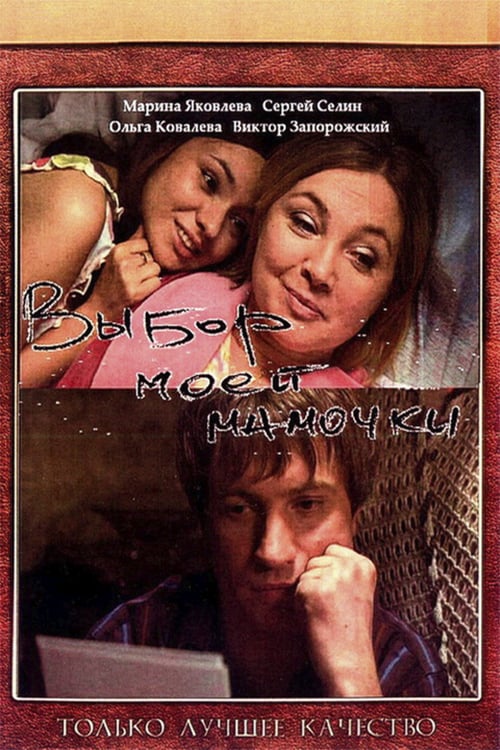 Марина Яковлева Сергей Селин
Ольга Ковалева Виктор Запорожский
Выбор
моей
мамочки
ТОЛЬКО ЛУЧШЕЕ КАЧЕСТВО